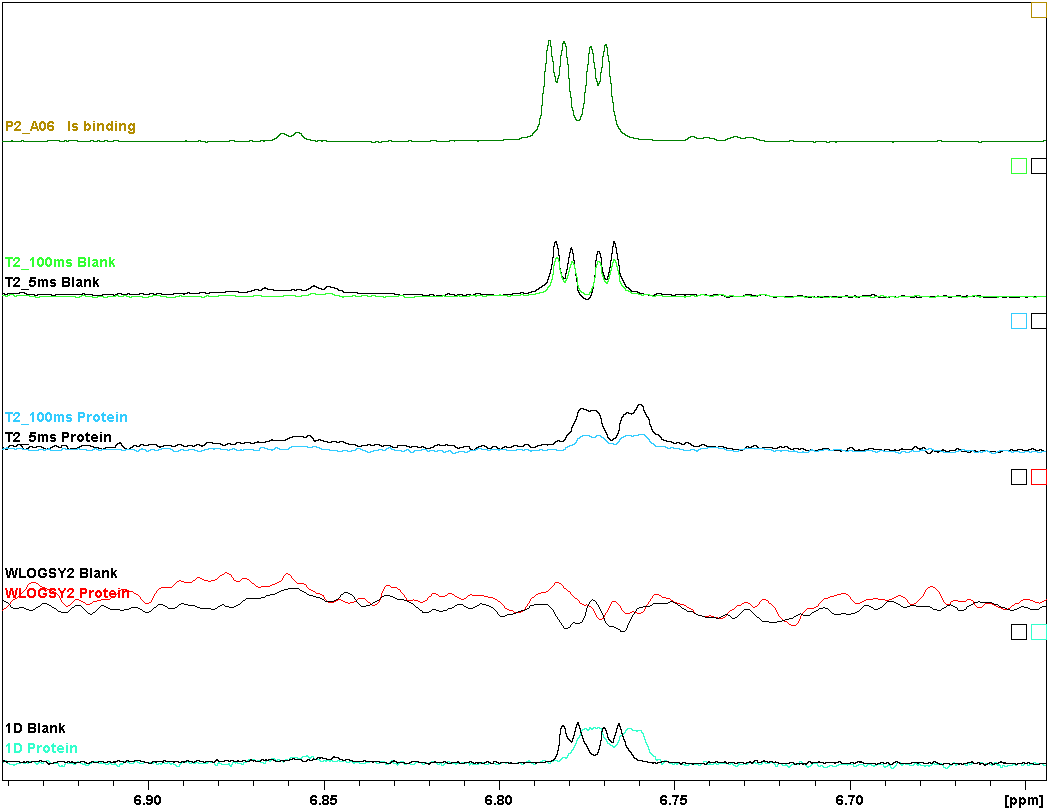 P2_A06 Is binding
T2_100ms Blank
T2_5ms Blank
T2_100ms Protein
T2_5ms Protein
WLOGSY2 Blank
WLOGSY2 Protein
1D Blank
1D Protein
6.90 6.85 6.80 6.75 6.70 [ppm]